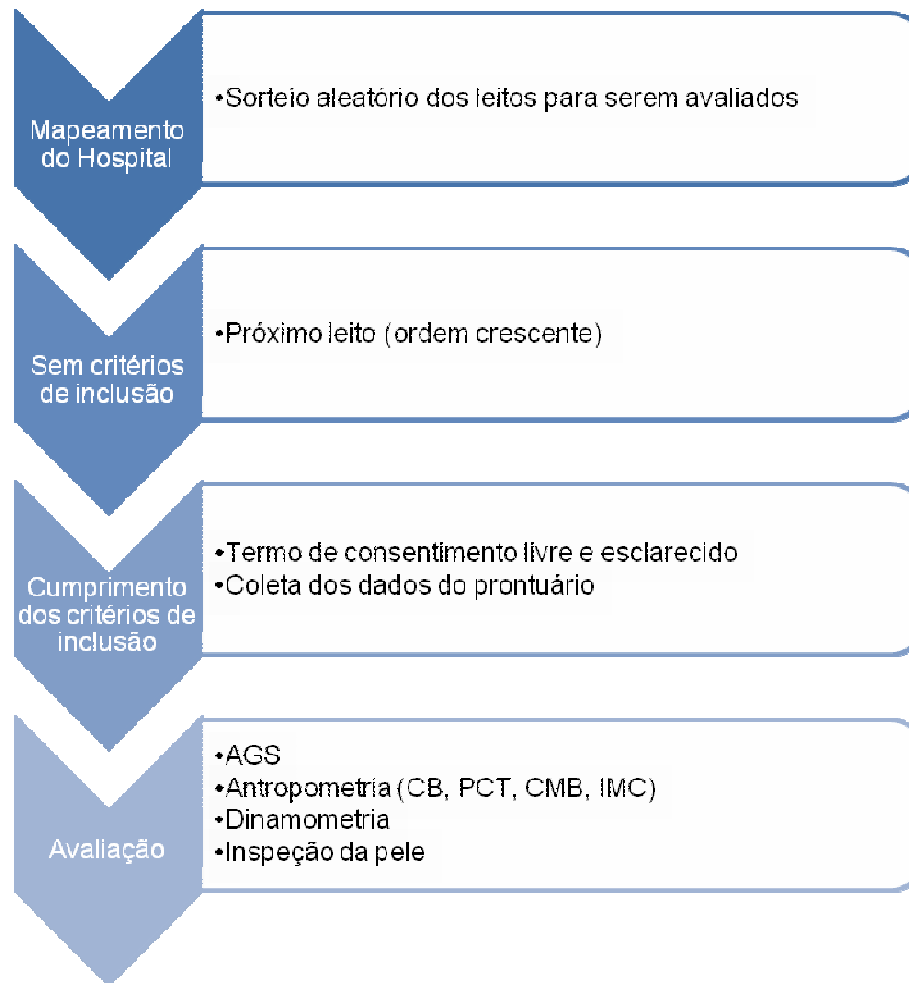 Mapeamento
do Hospital
•Sorteio aleatório dos leitos para serem avaliados
Sem critérios
de inclusão
•Próximo leito (ordem crescente)
Cumprimento
dos critérios de
inclusão
•Termo de consentimento livre e esclarecido
•Coleta dos dados do prontuário
Avaliação
•AGS
•Antropometria (CB, PCT, CMB, IMC)
•Dinamometria
•Inspeção da pele